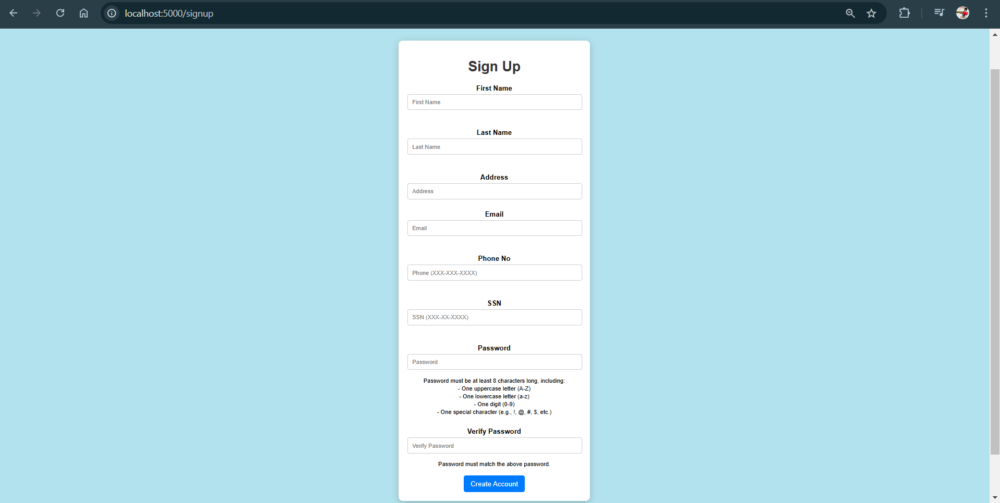 localhost:5000/signup
Sign Up
First Name
First Name
Last Name
Last Name
Address
Address
Email
Email
Phone No
Phone (XXX-XXX-XXXX)
SSN
SSN (XXX-XX-XXXX)
Password
Password
Password must be at least 8 characters long, including:
- One uppercase letter (A-Z)
- One lowercase letter (a-z)
- One digit (0-9)
- One special character (e.g., !, @, #, $, etc.)
Verify Password
Verify Password
Password must match the above password.
Create Account